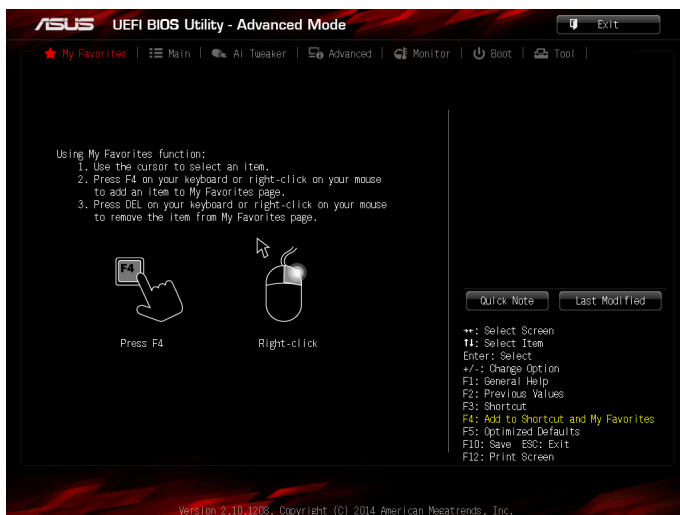 ASUS UEFI BIOS Utility - Advanced Mode
Exit
My Favorites | Main | Ai Tweaker | Advanced | Monitor | Boot | Tool |
Using My Favorites function:
1. Use the cursor to select an item.
2. Press F4 on your keyboard or right-click on your mouse
to add an item to My Favorites page.
3. Press DEL on your keyboard or right-click on your mouse
to remove the item from My Favorites page.
F4
Press F4
Right-click
Quick Note
Last Modified
→←: Select Screen
↑↓: Select Item
Enter: Select
+/-: Change Option
F1: General Help
F2: Previous Values
F3: Shortcut
F4: Add to Shortcut and My Favorites
F5: Optimized Defaults
F10: Save ESC: Exit
F12: Print Screen
Version 2.10.1208. Copyright (C) 2014 American Megatrends, Inc.